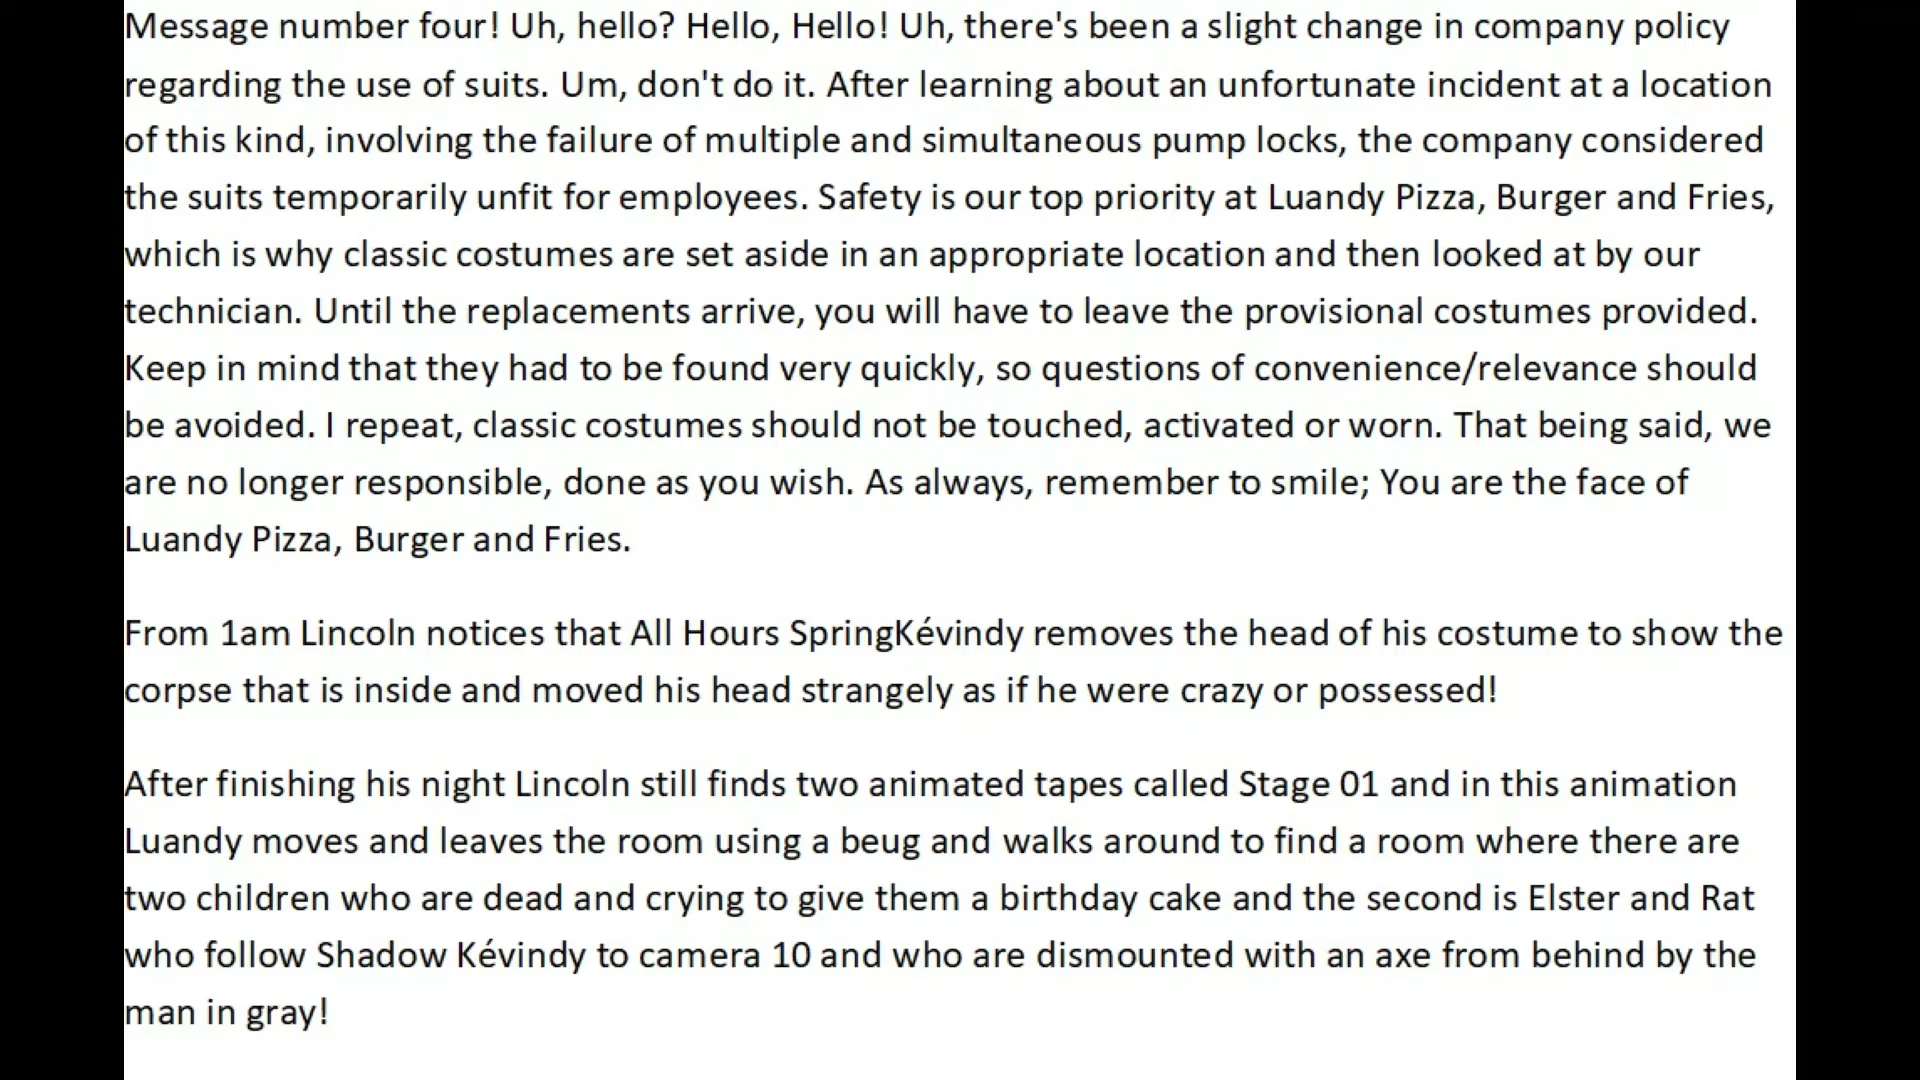 Message number four! Uh, hello? Hello, Hello! Uh, there's been a slight change in company policy
regarding the use of suits. Um, don't do it. After learning about an unfortunate incident at a location
of this kind, involving the failure of multiple and simultaneous pump locks, the company considered
the suits temporarily unfit for employees. Safety is our top priority at Luandy Pizza, Burger and Fries,
which is why classic costumes are set aside in an appropriate location and then looked at by our
technician. Until the replacements arrive, you will have to leave the provisional costumes provided.
Keep in mind that they had to be found very quickly, so questions of convenience/relevance should
be avoided. I repeat, classic costumes should not be touched, activated or worn. That being said, we
are no longer responsible, done as you wish. As always, remember to smile; You are the face of
Luandy Pizza, Burger and Fries.
From 1am Lincoln notices that All Hours SpringKévindy removes the head of his costume to show the
corpse that is inside and moved his head strangely as if he were crazy or possessed!
After finishing his night Lincoln still finds two animated tapes called Stage 01 and in this animation
Luandy moves and leaves the room using a beug and walks around to find a room where there are
two children who are dead and crying to give them a birthday cake and the second is Elster and Rat
who follow Shadow Kévindy to camera 10 and who are dismounted with an axe from behind by the
man in gray!